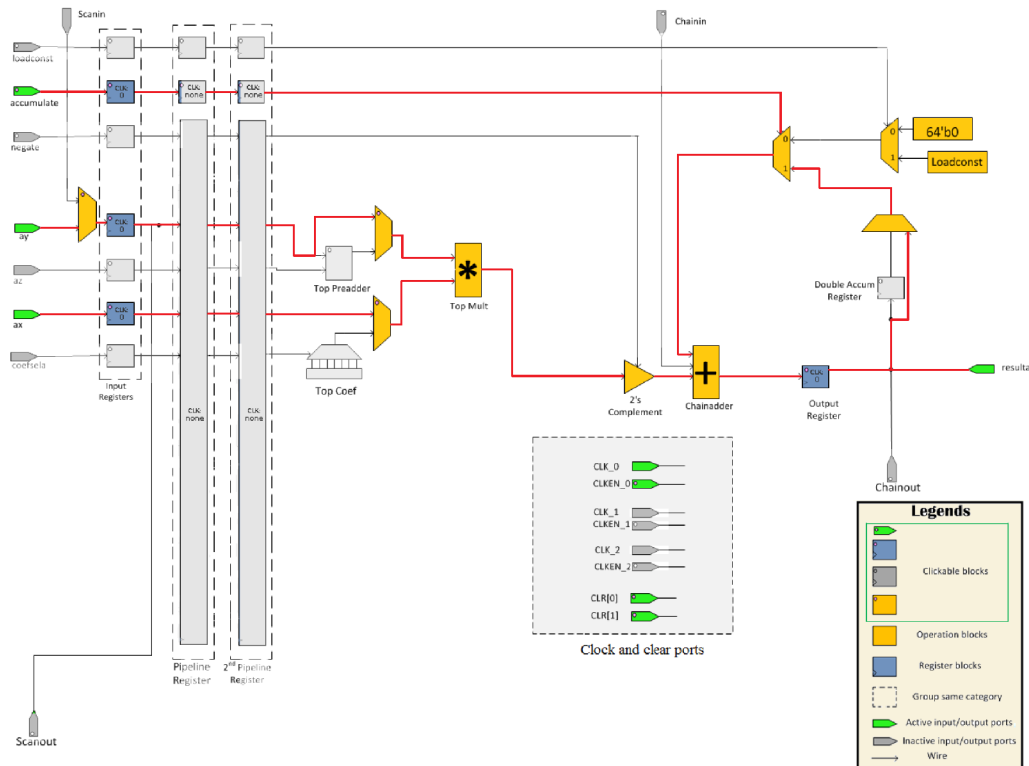 Scanin
Chainin
loadconst
accumulate
CLK:
0
CLK:
none
CLK:
none
negate
0
1
0
1
64'b0
Loadconst
ay
CLK:
0
az
Top Preadder
*
Top Mult
Double Accum
Register
ax
CLK:
0
coefsela
Input
Registers
Top Coef
2's
Complement
+
Chainadder
CLK:
0
Output
Register
resulta
CLK:
none
CLK:
none
Chainout
CLK_0
CLKEN_0
CLK_1
CLKEN_1
CLK_2
CLKEN_2
CLR[0]
CLR[1]
Clock and clear ports
Pipeline
Register
2nd Pipeline
Register
Scanout
Legends
Clickable blocks
Operation blocks
Register blocks
Group same category
Active input/output ports
Inactive input/output ports
Wire